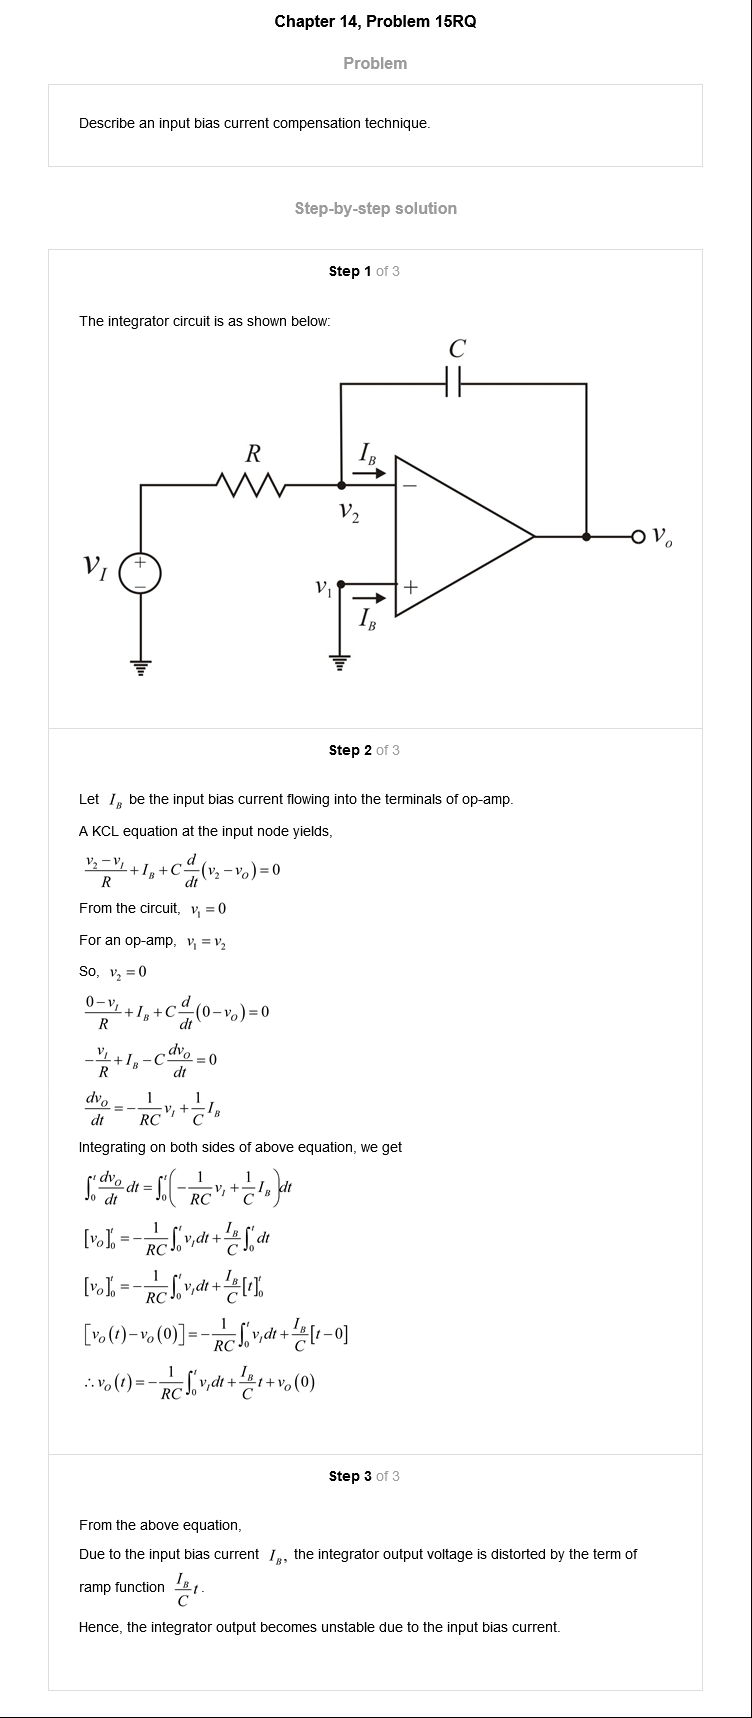 Chapter 14, Problem 15RQ
Problem
Describe an input bias current compensation technique.
Step-by-step solution
Step 1 of 3
The integrator circuit is as shown below:
C
R
I_B
−
v_2
v_I
+
−
v_o
v_1
+
I_B
Step 2 of 3
Let I_B be the input bias current flowing into the terminals of op-amp.
A KCL equation at the input node yields,
\frac{v_2 - v_I}{R} + I_B + C\frac{d}{dt}(v_2 - v_O) = 0
From the circuit, v_1 = 0
For an op-amp, v_1 = v_2
So, v_2 = 0
\frac{0 - v_I}{R} + I_B + C\frac{d}{dt}(0 - v_O) = 0
-\frac{v_I}{R} + I_B - C\frac{dv_O}{dt} = 0
\frac{dv_O}{dt} = -\frac{1}{RC}v_I + \frac{1}{C}I_B
Integrating on both sides of above equation, we get
\int_0^t \frac{dv_O}{dt}dt = \int_0^t \left(-\frac{1}{RC}v_I + \frac{1}{C}I_B\right)dt
[v_O]_0^t = -\frac{1}{RC}\int_0^t v_I dt + \frac{I_B}{C}\int_0^t dt
[v_O]_0^t = -\frac{1}{RC}\int_0^t v_I dt + \frac{I_B}{C}[t]_0^t
[v_O(t) - v_O(0)] = -\frac{1}{RC}\int_0^t v_I dt + \frac{I_B}{C}[t - 0]
∴ v_O(t) = -\frac{1}{RC}\int_0^t v_I dt + \frac{I_B}{C}t + v_O(0)
Step 3 of 3
From the above equation,
Due to the input bias current I_B, the integrator output voltage is distorted by the term of
ramp function \frac{I_B}{C}t.
Hence, the integrator output becomes unstable due to the input bias current.